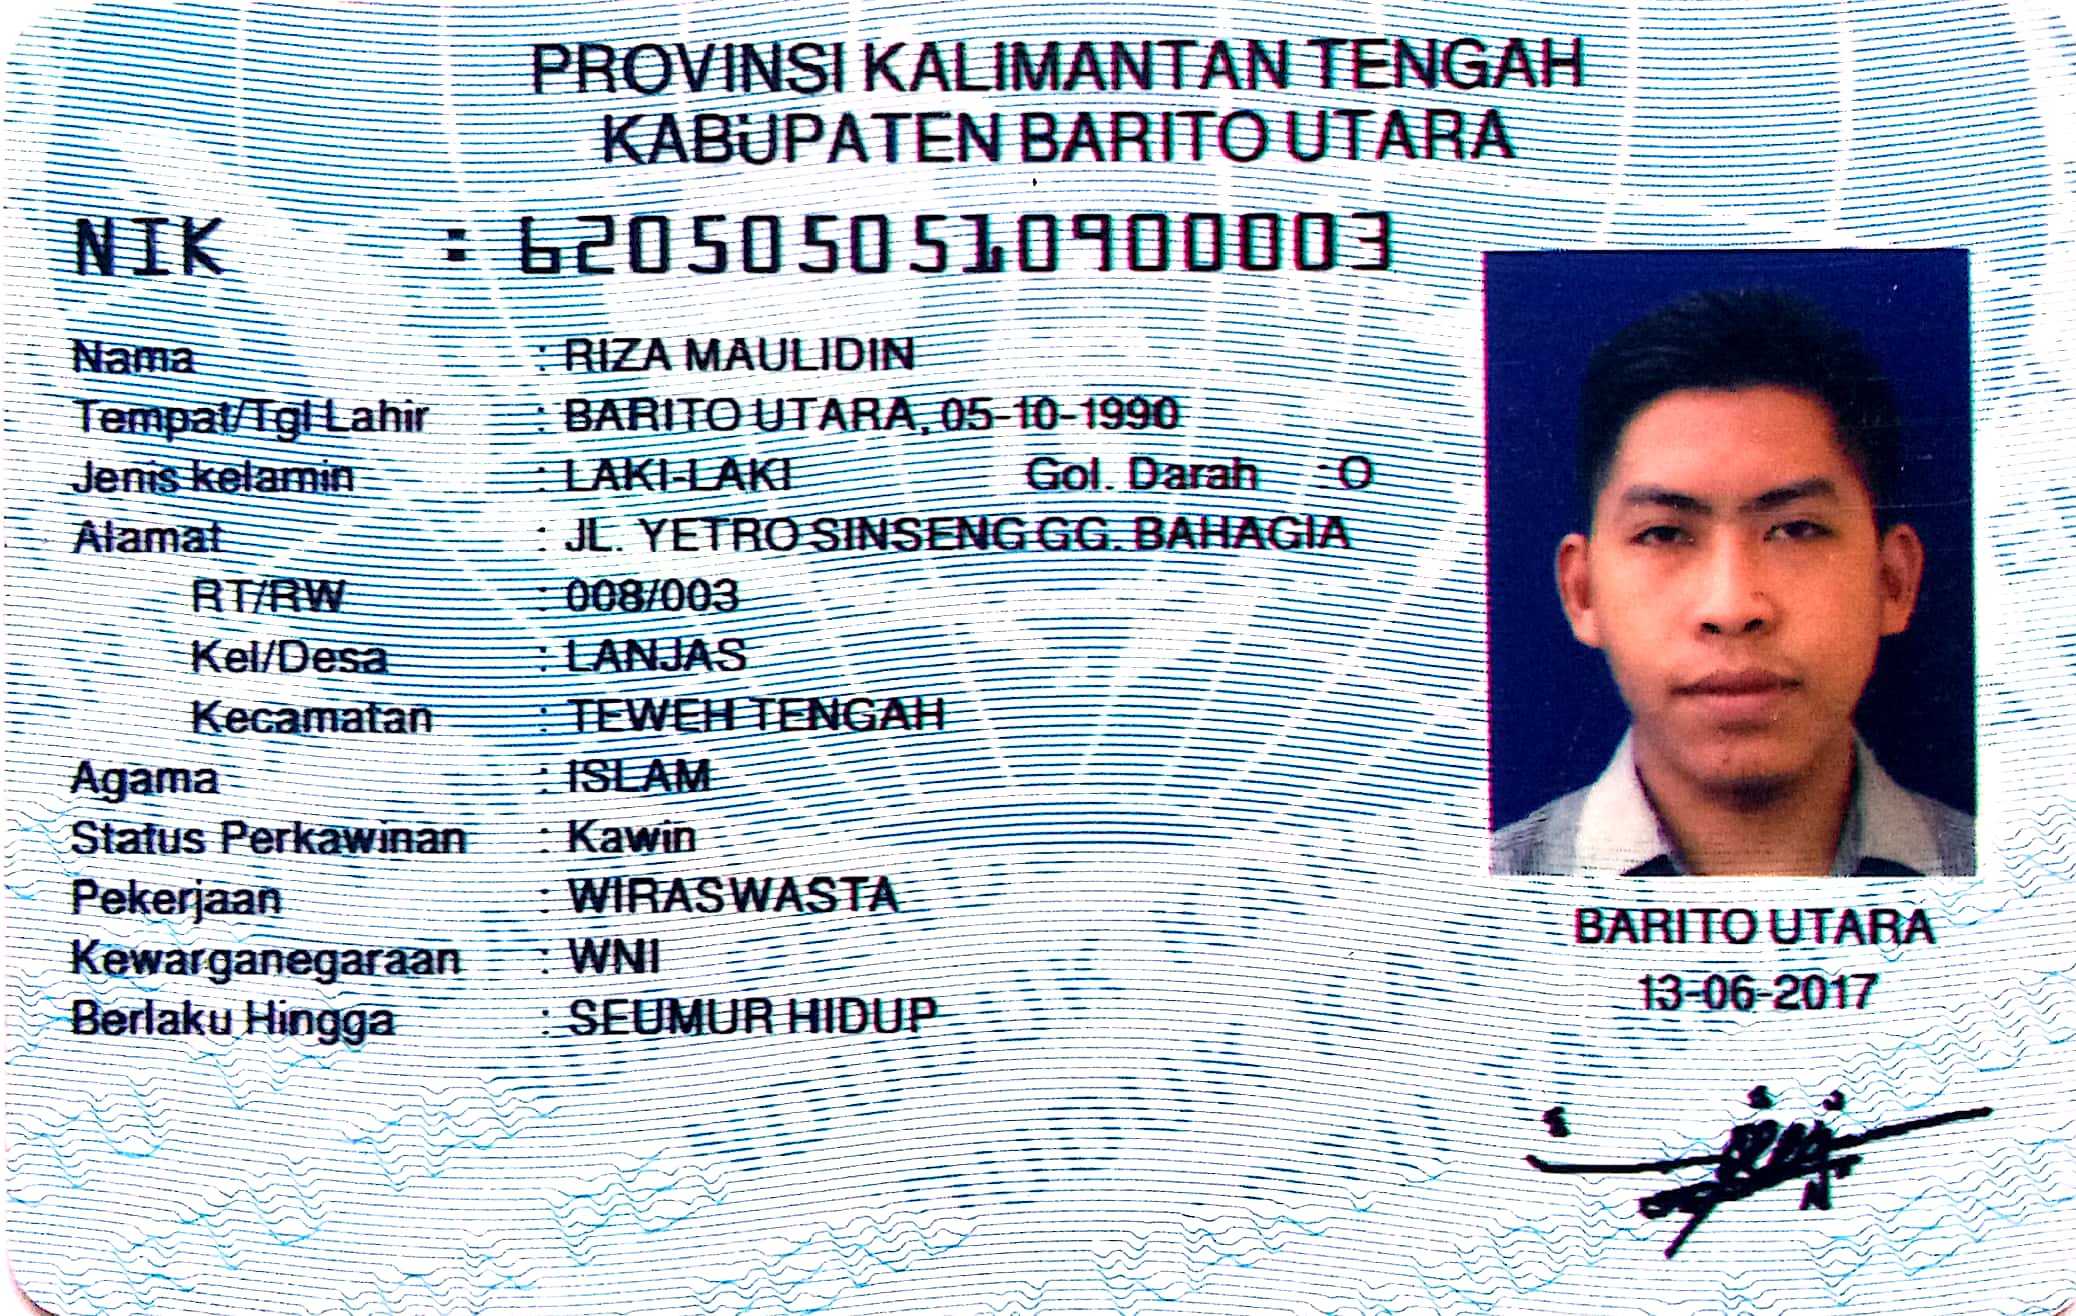 PROVINSI KALIMANTAN TENGAH
KABUPATEN BARITO UTARA
NIK : 6205050510900003
Nama : RIZA MAULIDIN
Tempat/Tgl Lahir : BARITO UTARA, 05-10-1990
Jenis kelamin : LAKI-LAKI Gol. Darah : O
Alamat : JL. YETRO SINSENG GG. BAHAGIA
RT/RW : 008/003
Kel/Desa : LANJAS
Kecamatan : TEWEH TENGAH
Agama : ISLAM
Status Perkawinan : Kawin
Pekerjaan : WIRASWASTA
Kewarganegaraan : WNI
Berlaku Hingga : SEUMUR HIDUP
BARITO UTARA
13-06-2017